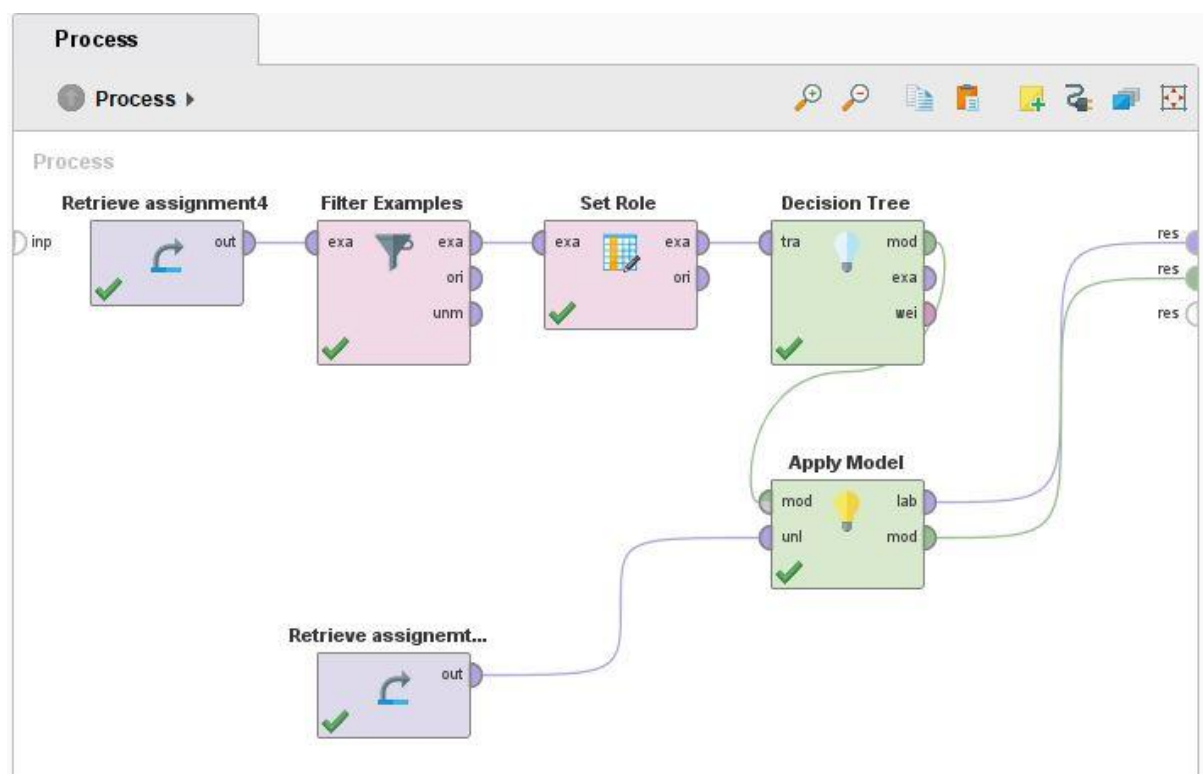 Process
Process
Process
Retrieve assignment4 Filter Examples Set Role Decision Tree
inp out exa exa exa exa tra mod res
ori ori exa res
unm wei res
Apply Model
mod lab
unl mod
Retrieve assignemt...
out